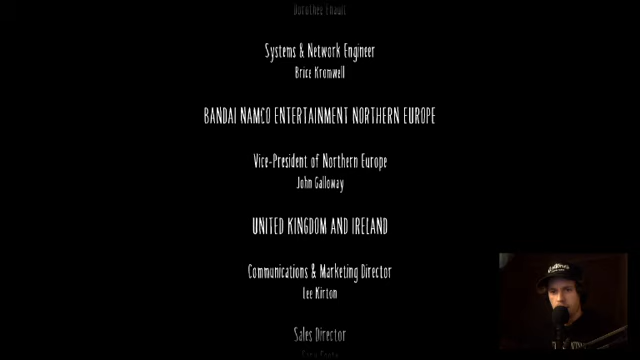 Systems & Network Engineer
Brice Kromwell
BANDAI NAMCO ENTERTAINMENT NORTHERN EUROPE
Vice-President of Northern Europe
John Galloway
UNITED KINGDOM AND IRELAND
Communications & Marketing Director
Lee Kirton
Sales Director